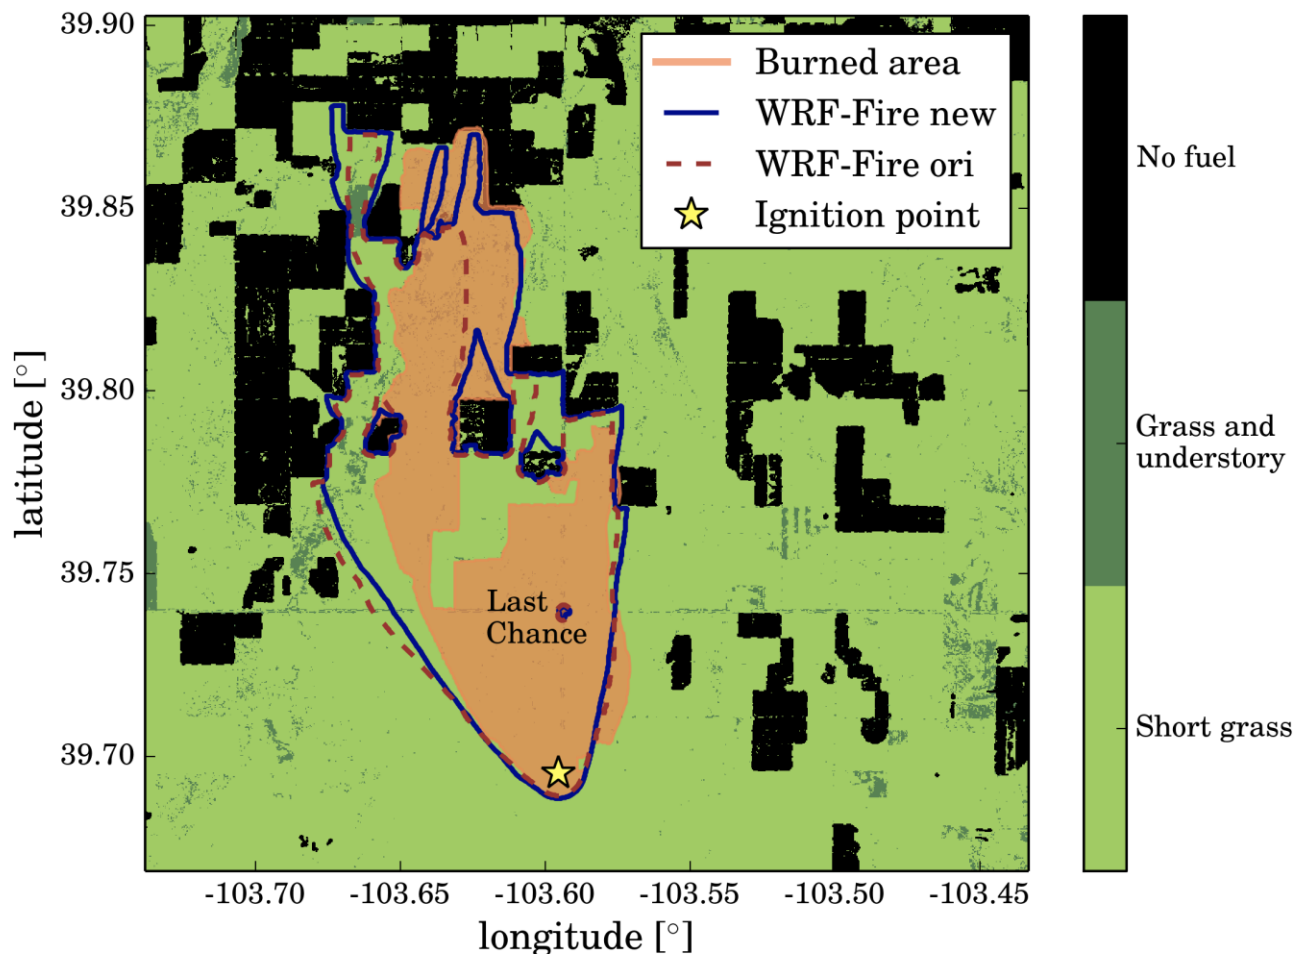 39.90
39.85
39.80
39.75
39.70
latitude [°]
-103.70
-103.65
-103.60
-103.55
-103.50
-103.45
longitude [°]
Burned area
WRF-Fire new
WRF-Fire ori
Ignition point
Last
Chance
No fuel
Grass and
understory
Short grass